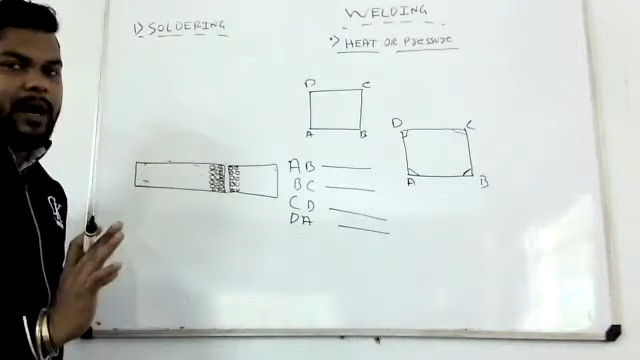 WELDING
1) SOLDERING
•) HEAT OR Pressure
D C
A B
D C
A B
AB
BC
CD
DA